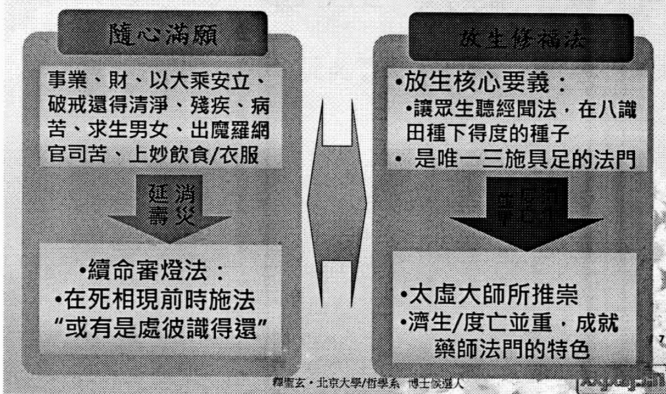 隨心滿願
事業、財、以大乘安立、
破戒還得清淨、殘疾、病
苦、求生男女、出魔羅網
官司苦、上妙飲食/衣服
延消
壽災
•續命審燈法：
•在死相現前時施法
“或有是處彼識得還”
放生修福法
•放生核心要義：
•讓眾生聽經聞法，在八識
田種下得度的種子
• 是唯一三施具足的法門
•太虛大師所推崇
•濟生/度亡並重，成就
藥師法門的特色
釋聖玄・北京大學/哲學系 博士候選人
7